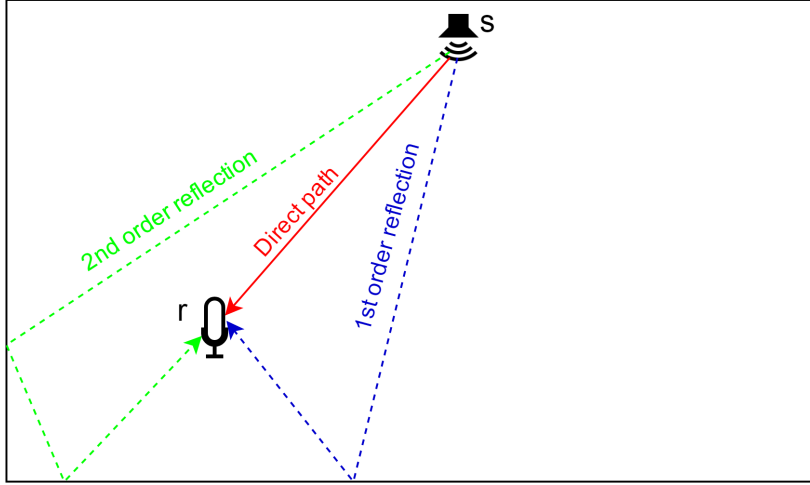 s
2nd order reflection
Direct path
1st order reflection
r